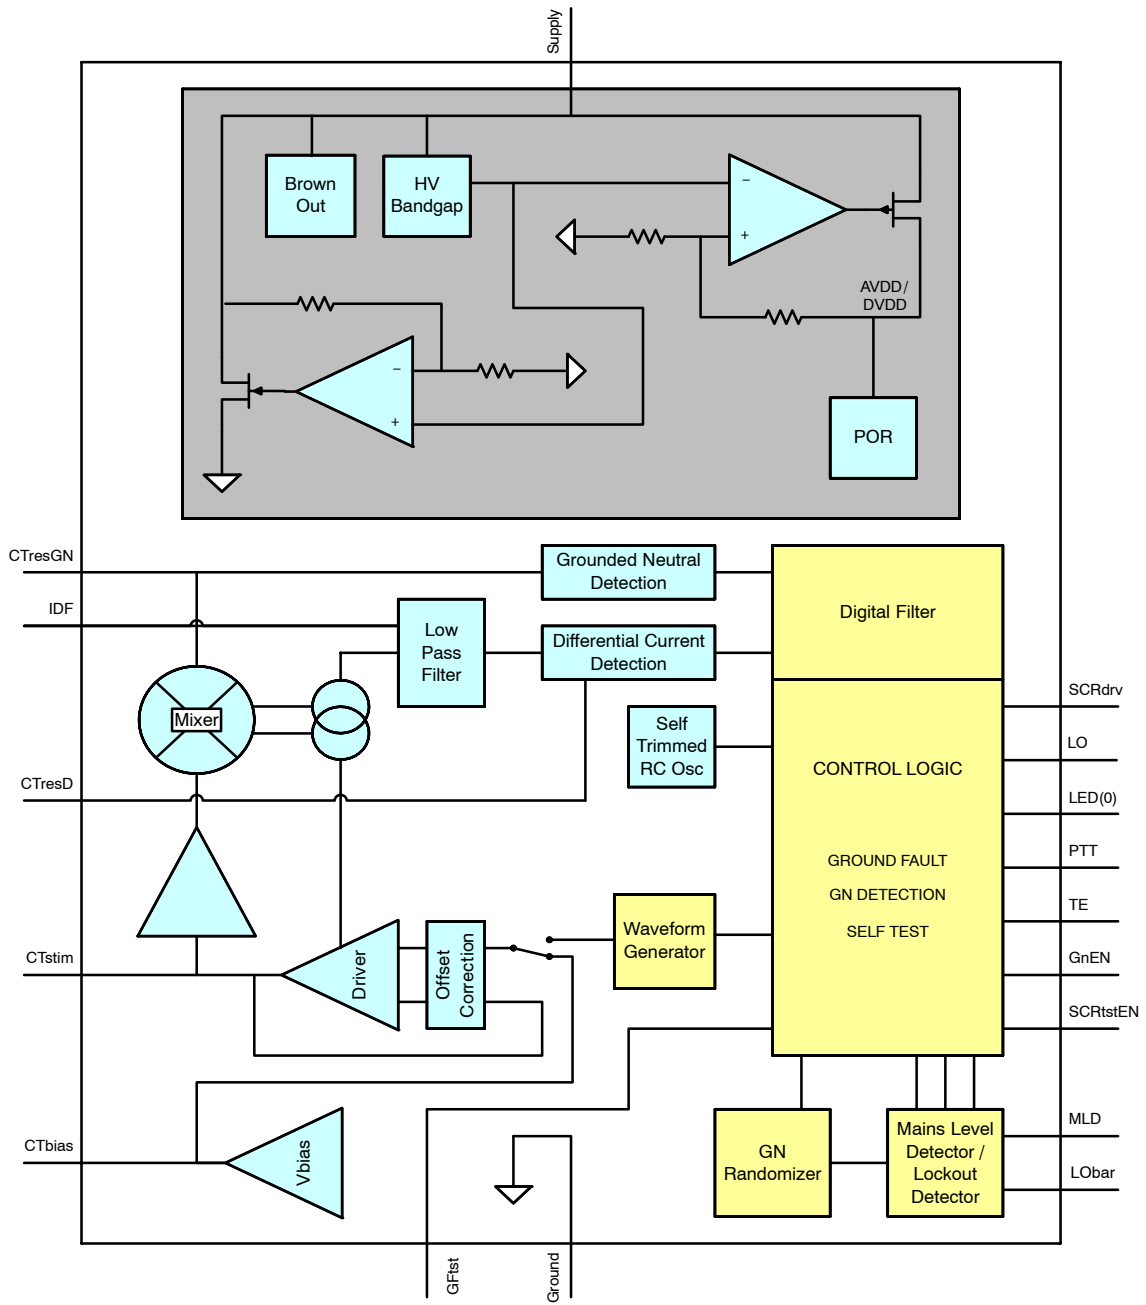 Supply
Brown
Out
HV
Bandgap
−
+
AVDD/
DVDD
−
+
POR
CTresGN
IDF
CTresD
CTstim
CTbias
Grounded Neutral
Detection
Low
Pass
Filter
Differential Current
Detection
Mixer
Self
Trimmed
RC Osc
Digital Filter
CONTROL LOGIC
GROUND FAULT
GN DETECTION
SELF TEST
Waveform
Generator
Driver
Offset
Correction
Vbias
GN
Randomizer
Mains Level
Detector /
Lockout
Detector
SCRdrv
LO
LED(0)
PTT
TE
GnEN
SCRtstEN
MLD
LObar
GFtst
Ground